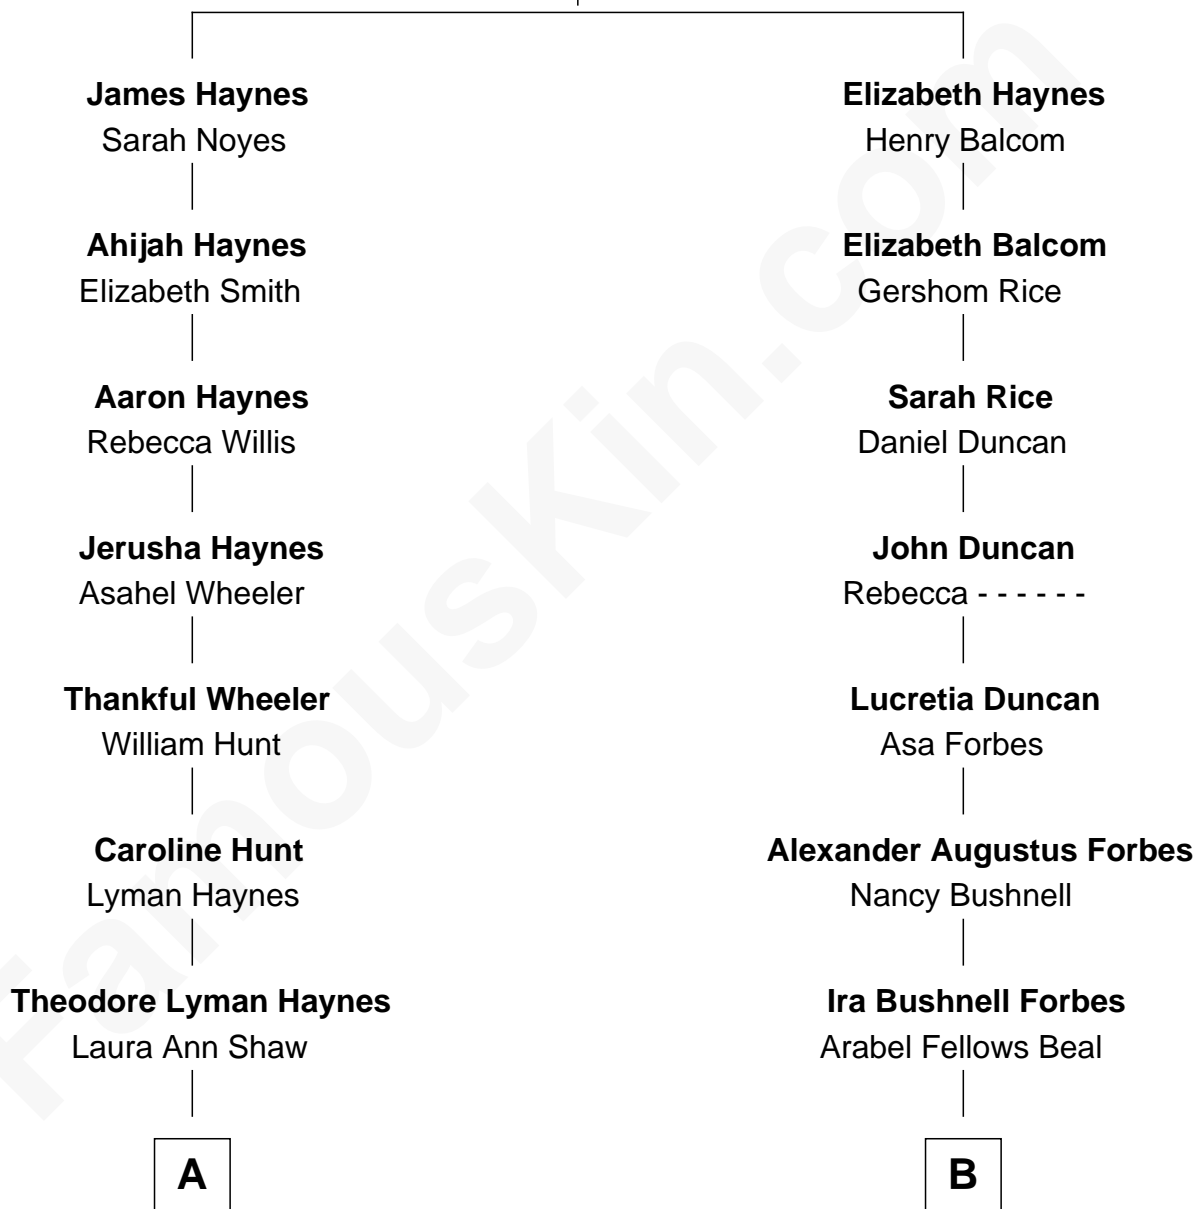 James Haynes
Sarah Noyes
Ahijah Haynes
Elizabeth Smith
Aaron Haynes
Rebecca Willis
Jerusha Haynes
Asahel Wheeler
Thankful Wheeler
William Hunt
Caroline Hunt
Lyman Haynes
Theodore Lyman Haynes
Laura Ann Shaw
A
Elizabeth Haynes
Henry Balcom
Elizabeth Balcom
Gershom Rice
Sarah Rice
Daniel Duncan
John Duncan
Rebecca - - - - - -
Lucretia Duncan
Asa Forbes
Alexander Augustus Forbes
Nancy Bushnell
Ira Bushnell Forbes
Arabel Fellows Beal
B
FamousKin.com